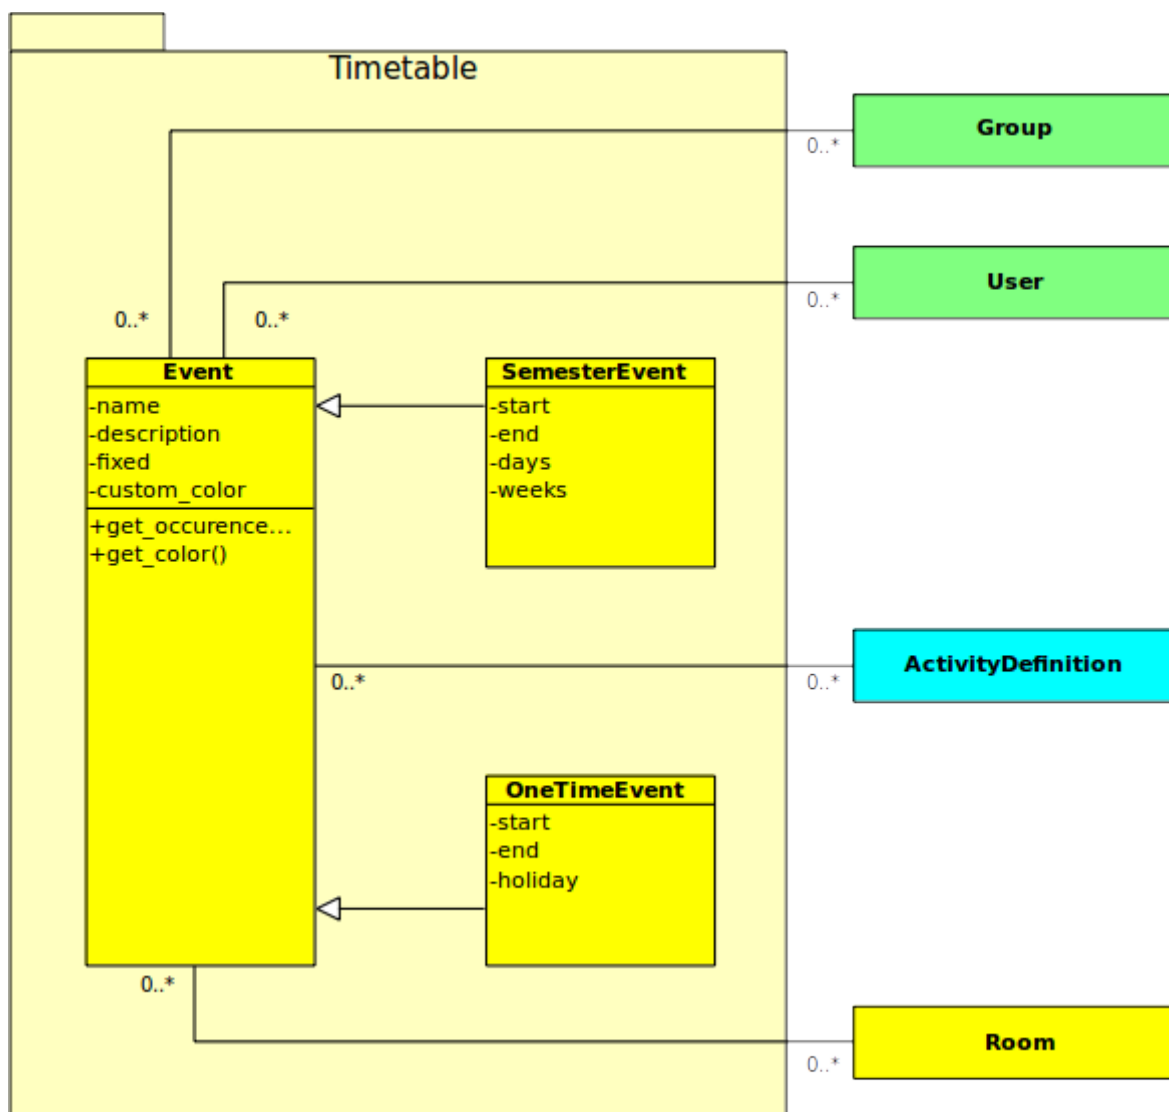 Timetable
Group
0..*
User
0..*
0..*
0..*
Event
-name
-description
-fixed
-custom_color
+get_occurence...
+get_color()
SemesterEvent
-start
-end
-days
-weeks
ActivityDefinition
0..*
0..*
OneTimeEvent
-start
-end
-holiday
0..*
Room
0..*